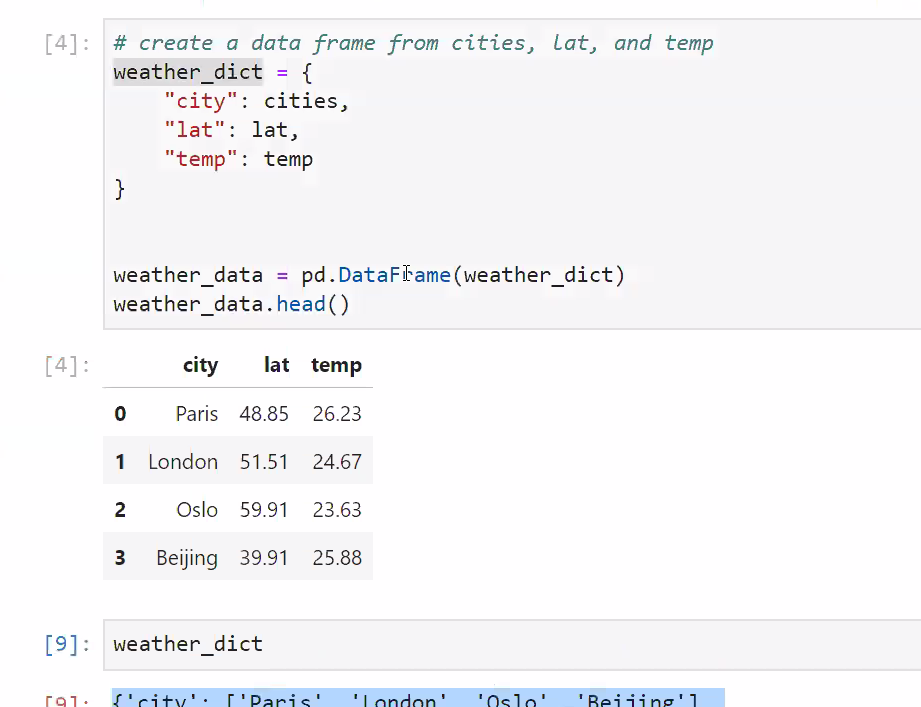 [4]: # create a data frame from cities, lat, and temp
weather_dict = {
"city": cities,
"lat": lat,
"temp": temp
}
weather_data = pd.DataFrame(weather_dict)
weather_data.head()
[4]: city lat temp
0 Paris 48.85 26.23
1 London 51.51 24.67
2 Oslo 59.91 23.63
3 Beijing 39.91 25.88
[9]: weather_dict
[9]: {'city': ['Paris', 'London', 'Oslo', 'Beijing'],